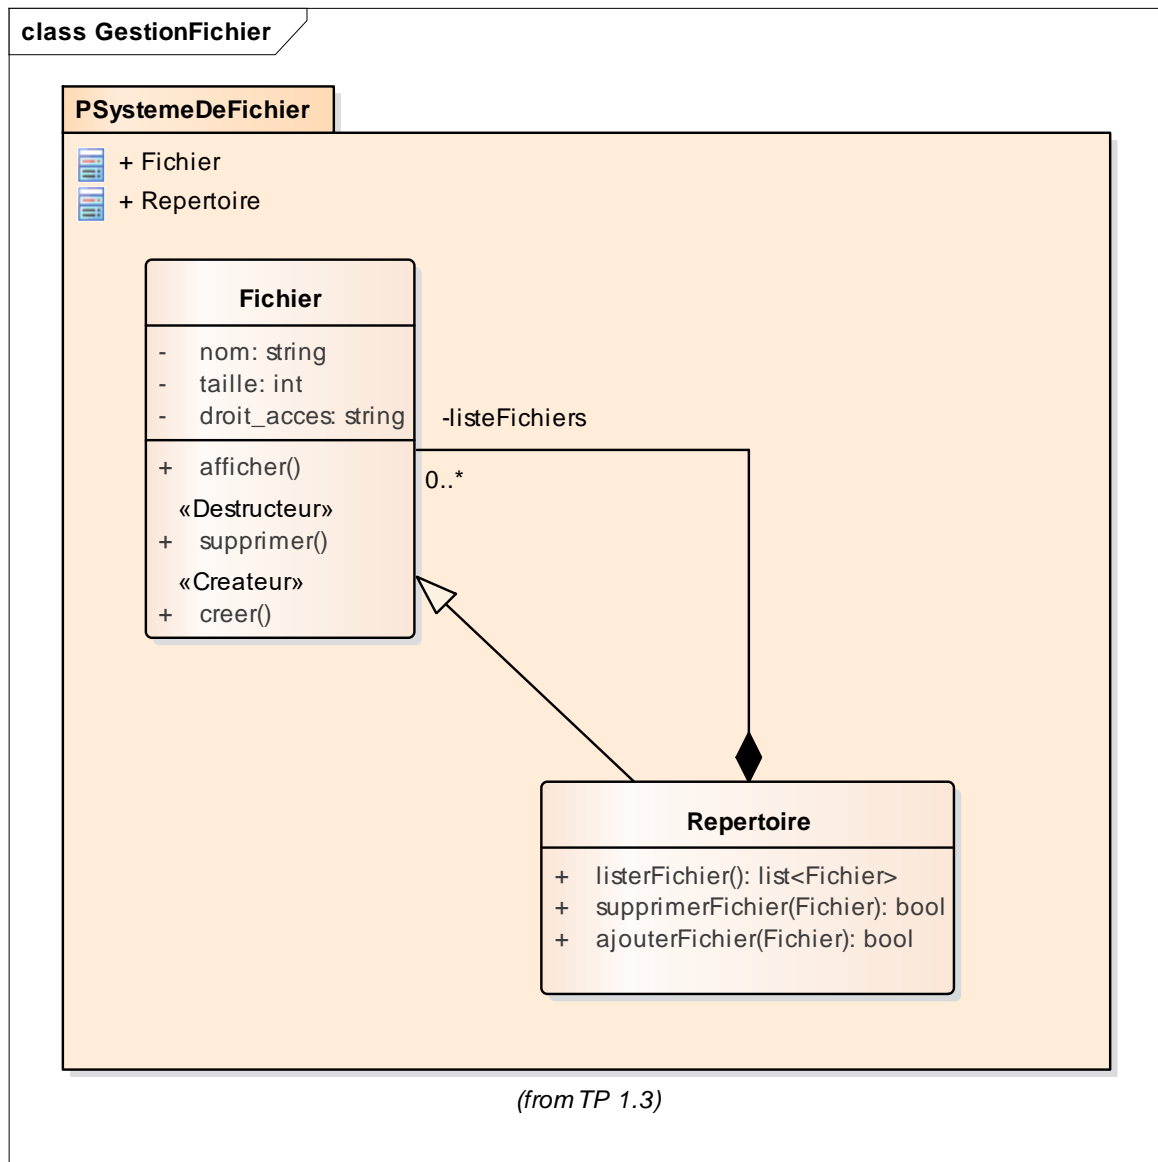 class GestionFichier
PSystemeDeFichier
+ Fichier
+ Repertoire
Fichier
- nom: string
- taille: int
- droit_acces: string
-listeFichiers
+ afficher()
0..*
«Destructeur»
+ supprimer()
«Createur»
+ creer()
Repertoire
+ listerFichier(): list<Fichier>
+ supprimerFichier(Fichier): bool
+ ajouterFichier(Fichier): bool
(from TP 1.3)